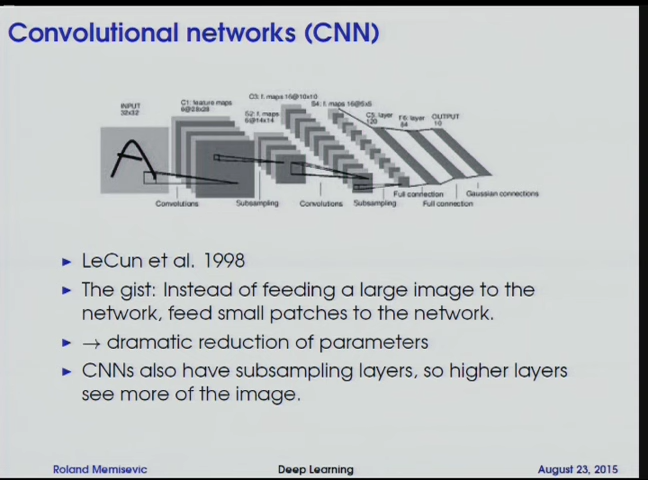 Convolutional networks (CNN)
INPUT
32x32
C1: feature maps
6@28x28
C3: f. maps 16@10x10
S2: f. maps
6@14x14
S4: f. maps 16@5x5
C5: layer
120
F6: layer
84
OUTPUT
10
Convolutions
Subsampling
Convolutions
Subsampling
Full connection
Full connection
Gaussian connections
LeCun et al. 1998
The gist: Instead of feeding a large image to the
network, feed small patches to the network.
→ dramatic reduction of parameters
CNNs also have subsampling layers, so higher layers
see more of the image.
Roland Memisevic
Deep Learning
August 23, 2015